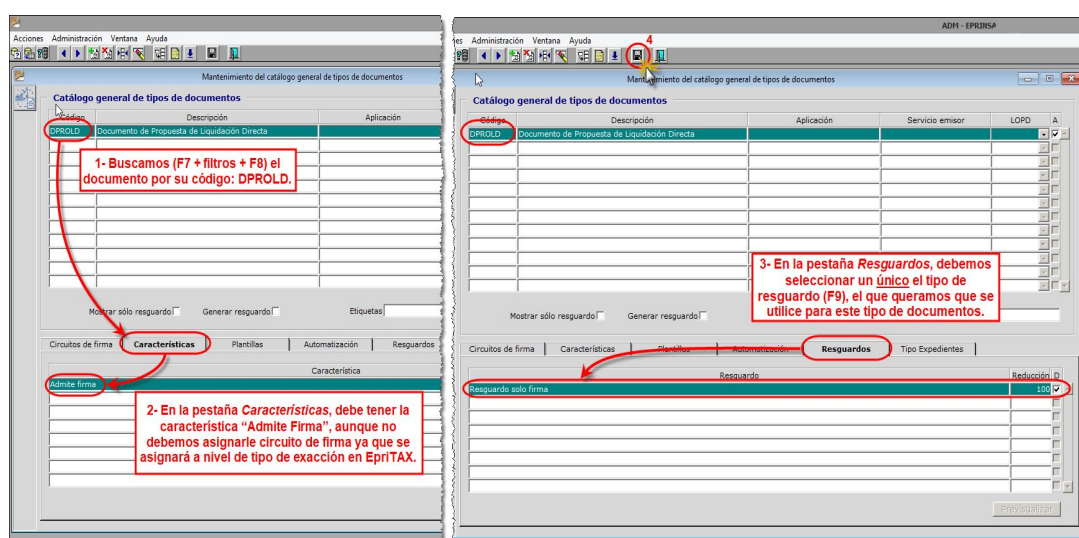 Acciones Administración Ventana Ayuda
Mantenimiento del catálogo general de tipos de documentos
Catálogo general de tipos de documentos
Código Descripción Aplicación
DPROLD Documento de Propuesta de Liquidación Directa
1- Buscamos (F7 + filtros + F8) el
documento por su código: DPROLD.
Mostrar sólo resguardo Generar resguardo Etiquetas
Circuitos de firma Características Plantillas Automatización Resguardos
Característica
Admite firma
2- En la pestaña Características, debe tener la
característica “Admite Firma”, aunque no
debemos asignarle circuito de firma ya que se
asignará a nivel de tipo de exacción en EpriTAX.
ADM - EPRINSA
es Administración Ventana Ayuda
4
Mantenimiento del catálogo general de tipos de documentos
Catálogo general de tipos de documentos
Código Descripción Aplicación Servicio emisor LOPD A
DPROLD Documento de Propuesta de Liquidación Directa
3- En la pestaña Resguardos, debemos
seleccionar un único el tipo de
resguardo (F9), el que queramos que se
utilice para este tipo de documentos.
Mostrar sólo resguardo Generar resguardo
Circuitos de firma Características Plantillas Automatización Resguardos Tipo Expedientes
Resguardo Reducción D
Resguardo solo firma 100
Previsualizar